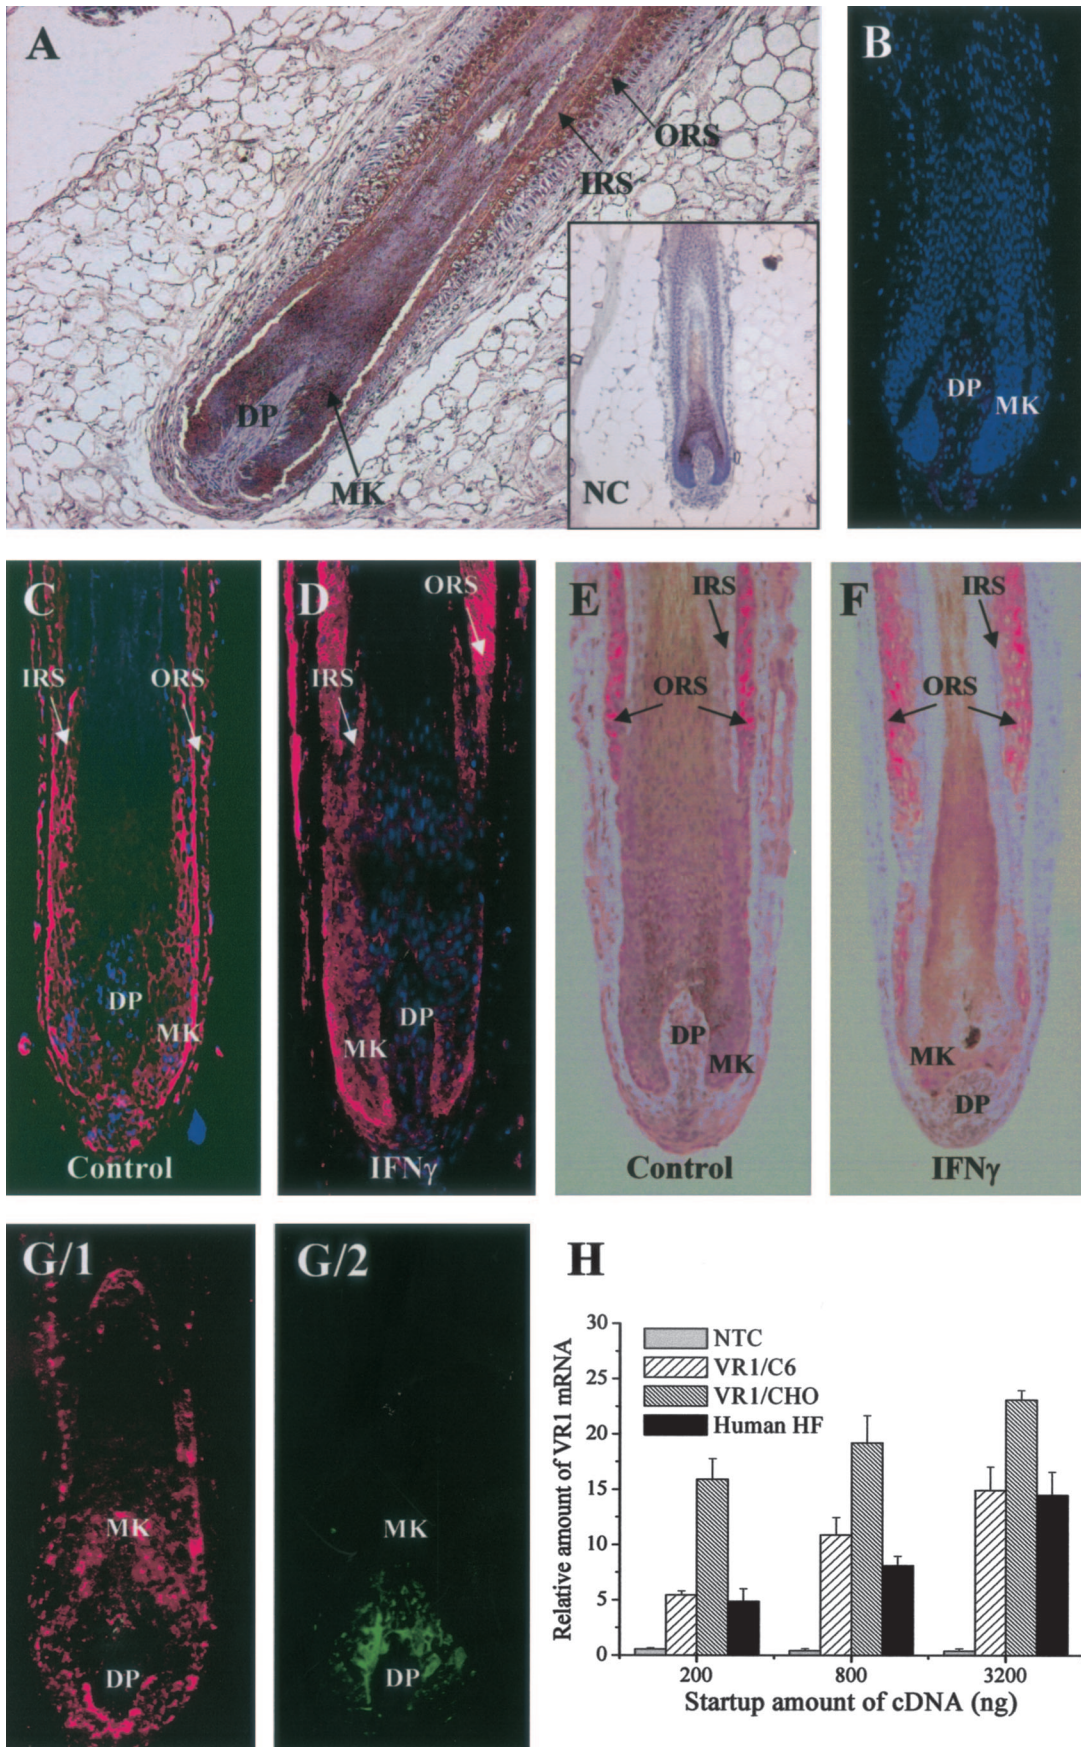 A
ORS
IRS
DP
MK
NC
B
DP
MK
C
IRS
ORS
DP
MK
Control
D
ORS
IRS
DP
MK
IFNγ
E
IRS
ORS
DP
MK
Control
F
IRS
ORS
MK
DP
IFNγ
G/1
MK
DP
G/2
MK
DP
H
Relative amount of VR1 mRNA
30
25
20
15
10
5
0
NTC
VR1/C6
VR1/CHO
Human HF
200
800
3200
Startup amount of cDNA (ng)